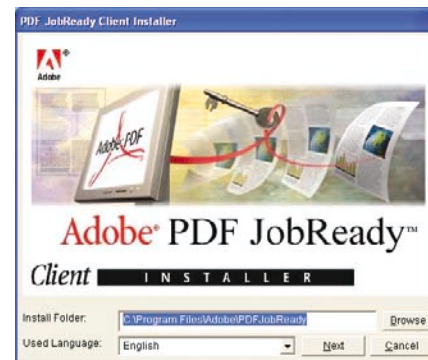 PDF JobReady Client Installer
Adobe
Adobe PDF
Adobe® PDF JobReady™
Client INSTALLER
Install Folder: C:\Program Files\Adobe\PDFJobReady Browse
Used Language: English Next Cancel